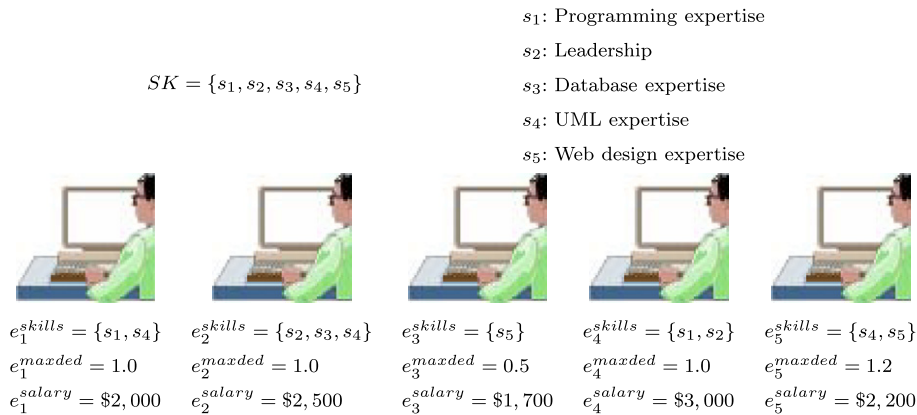 s₁: Programming expertise
s₂: Leadership
SK = {s₁, s₂, s₃, s₄, s₅}
s₃: Database expertise
s₄: UML expertise
s₅: Web design expertise
e₁^skills = {s₁, s₄} e₂^skills = {s₂, s₃, s₄} e₃^skills = {s₅} e₄^skills = {s₁, s₂} e₅^skills = {s₄, s₅}
e₁^maxded = 1.0 e₂^maxded = 1.0 e₃^maxded = 0.5 e₄^maxded = 1.0 e₅^maxded = 1.2
e₁^salary = $2,000 e₂^salary = $2,500 e₃^salary = $1,700 e₄^salary = $3,000 e₅^salary = $2,200